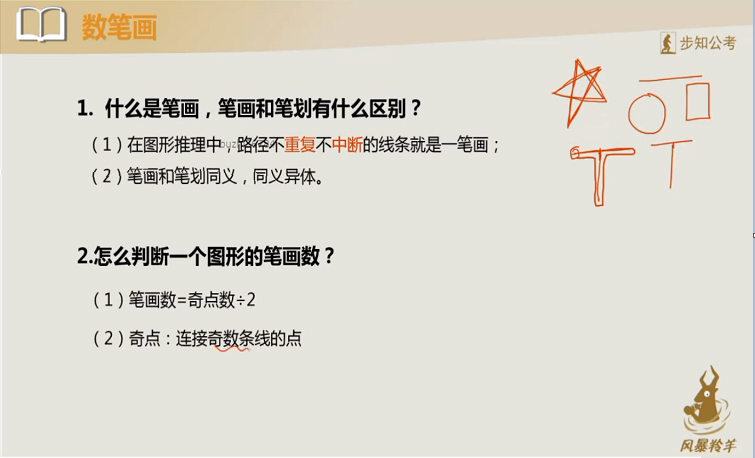 数笔画
步知公考
1. 什么是笔画，笔画和笔划有什么区别？
（1）在图形推理中，路径不重复不中断的线条就是一笔画；
（2）笔画和笔划同义，同义异体。
2.怎么判断一个图形的笔画数？
（1）笔画数=奇点数÷2
（2）奇点：连接奇数条线的点
风暴羚羊